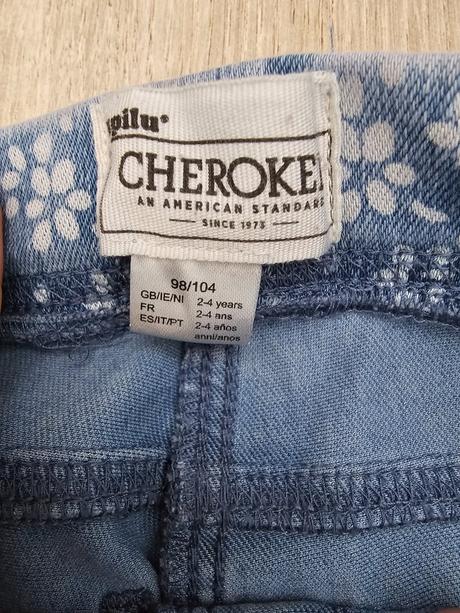 pilu®
CHEROKE
AN AMERICAN STANDARD
SINCE 1973
98/104
GB/IE/NI 2-4 years
FR 2-4 ans
ES/IT/PT 2-4 años
anni/anos